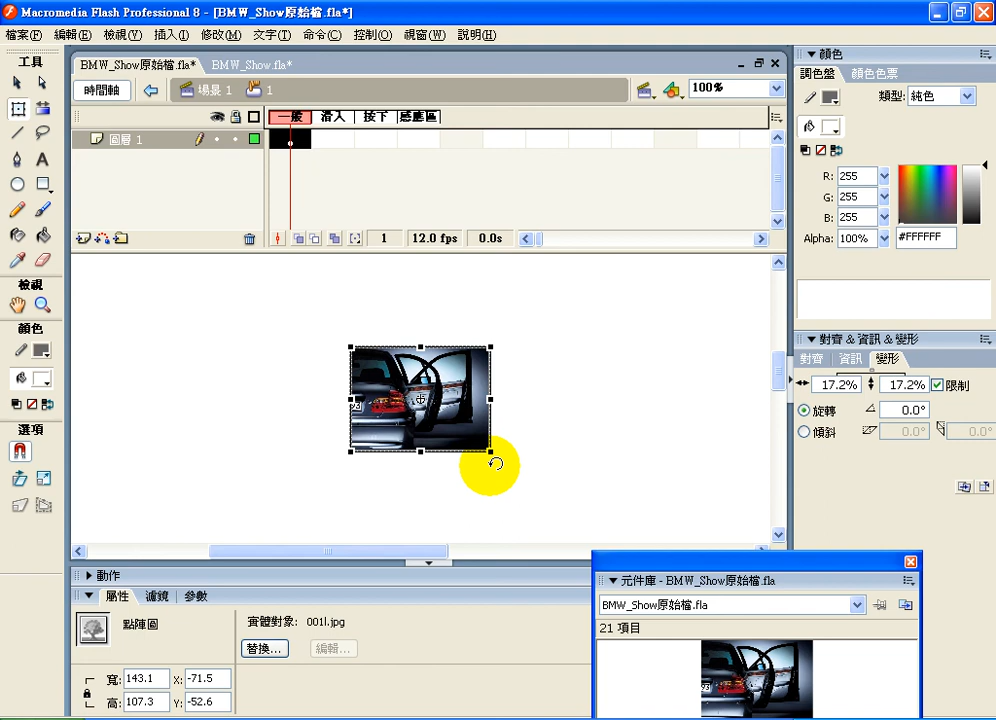 Macromedia Flash Professional 8 - [BMW_Show原始檔.fla*]
檔案(F) 編輯(E) 檢視(V) 插入(I) 修改(M) 文字(T) 命令(C) 控制(O) 視窗(W) 說明(H)
工具
檢視
顏色
選項
BMW_Show原始檔.fla* BMW_Show.fla*
時間軸 場景 1 1 100%
一般 滑入 按下 感應區
圖層 1
1 12.0 fps 0.0s
動作
屬性 濾鏡 參數
點陣圖 實體對象: 001l.jpg
替換... 編輯...
寬: 143.1 X: -71.5
高: 107.3 Y: -52.6
顏色
調色盤 顏色色票
類型: 純色
R: 255
G: 255
B: 255
Alpha: 100% #FFFFFF
對齊 & 資訊 & 變形
對齊 資訊 變形
17.2% 17.2% 限制
旋轉 0.0°
傾斜 0.0° 0.0°
元件庫 - BMW_Show原始檔.fla
BMW_Show原始檔.fla
21 項目